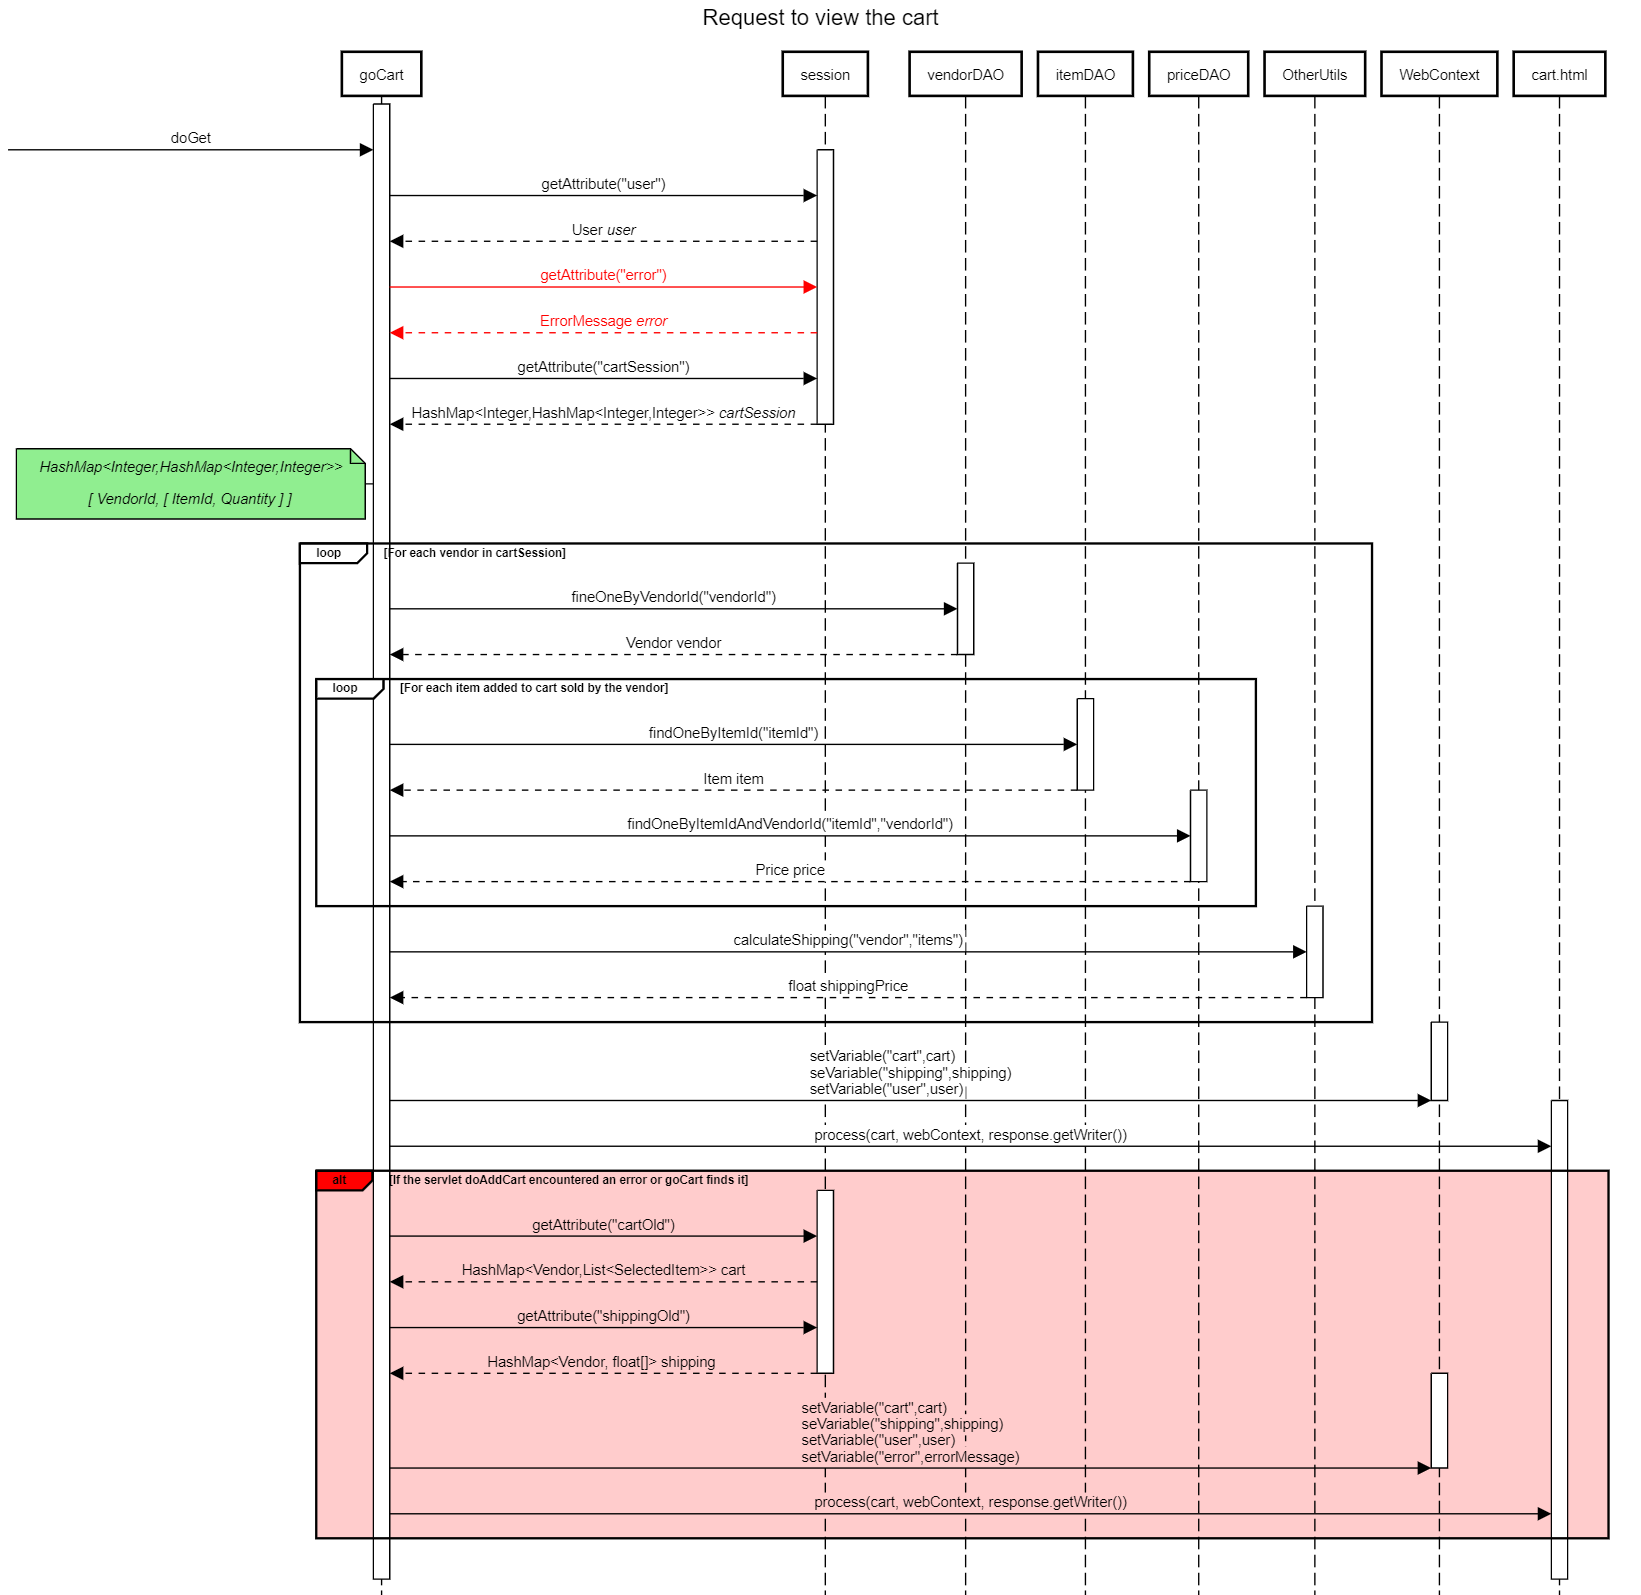 Request to view the cart
goCart
session
vendorDAO
itemDAO
priceDAO
OtherUtils
WebContext
cart.html
doGet
getAttribute("user")
User user
getAttribute("error")
ErrorMessage error
getAttribute("cartSession")
HashMap<Integer,HashMap<Integer,Integer>> cartSession
HashMap<Integer,HashMap<Integer,Integer>>
[ VendorId, [ ItemId, Quantity ] ]
loop
[For each vendor in cartSession]
fineOneByVendorId("vendorId")
Vendor vendor
loop
[For each item added to cart sold by the vendor]
findOneByItemId("itemId")
Item item
findOneByItemIdAndVendorId("itemId","vendorId")
Price price
calculateShipping("vendor","items")
float shippingPrice
setVariable("cart",cart)
seVariable("shipping",shipping)
setVariable("user",user)
process(cart, webContext, response.getWriter())
alt
[If the servlet doAddCart encountered an error or goCart finds it]
getAttribute("cartOld")
HashMap<Vendor,List<SelectedItem>> cart
getAttribute("shippingOld")
HashMap<Vendor, float[]> shipping
setVariable("cart",cart)
seVariable("shipping",shipping)
setVariable("user",user)
setVariable("error",errorMessage)
process(cart, webContext, response.getWriter())